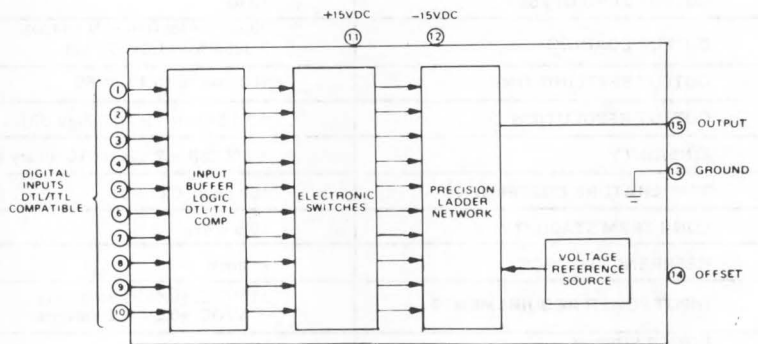 +15VDC
-15VDC
11
12
1
2
3
4
5
6
7
8
9
10
DIGITAL
INPUTS
DTL/TTL
COMPATIBLE
INPUT
BUFFER
LOGIC
DTL/TTL
COMP
ELECTRONIC
SWITCHES
PRECISION
LADDER
NETWORK
VOLTAGE
REFERENCE
SOURCE
15 OUTPUT
13 GROUND
14 OFFSET